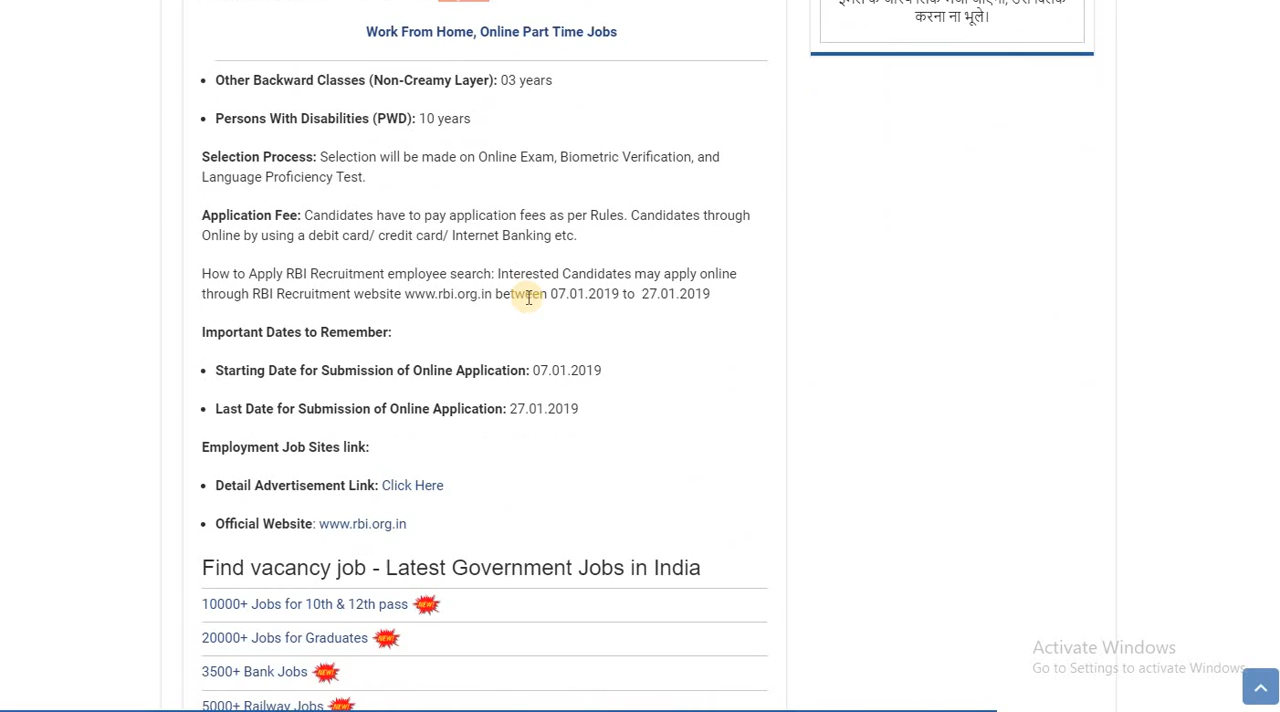 करना ना भूले।
Work From Home, Online Part Time Jobs
• Other Backward Classes (Non-Creamy Layer): 03 years
• Persons With Disabilities (PWD): 10 years
Selection Process: Selection will be made on Online Exam, Biometric Verification, and
Language Proficiency Test.
Application Fee: Candidates have to pay application fees as per Rules. Candidates through
Online by using a debit card/ credit card/ Internet Banking etc.
How to Apply RBI Recruitment employee search: Interested Candidates may apply online
through RBI Recruitment website www.rbi.org.in between 07.01.2019 to 27.01.2019
Important Dates to Remember:
• Starting Date for Submission of Online Application: 07.01.2019
• Last Date for Submission of Online Application: 27.01.2019
Employment Job Sites link:
• Detail Advertisement Link: Click Here
• Official Website: www.rbi.org.in
Find vacancy job - Latest Government Jobs in India
10000+ Jobs for 10th & 12th pass NEW!
20000+ Jobs for Graduates NEW!
3500+ Bank Jobs NEW!
5000+ Railway Jobs NEW!
Activate Windows
Go to Settings to activate Windows.